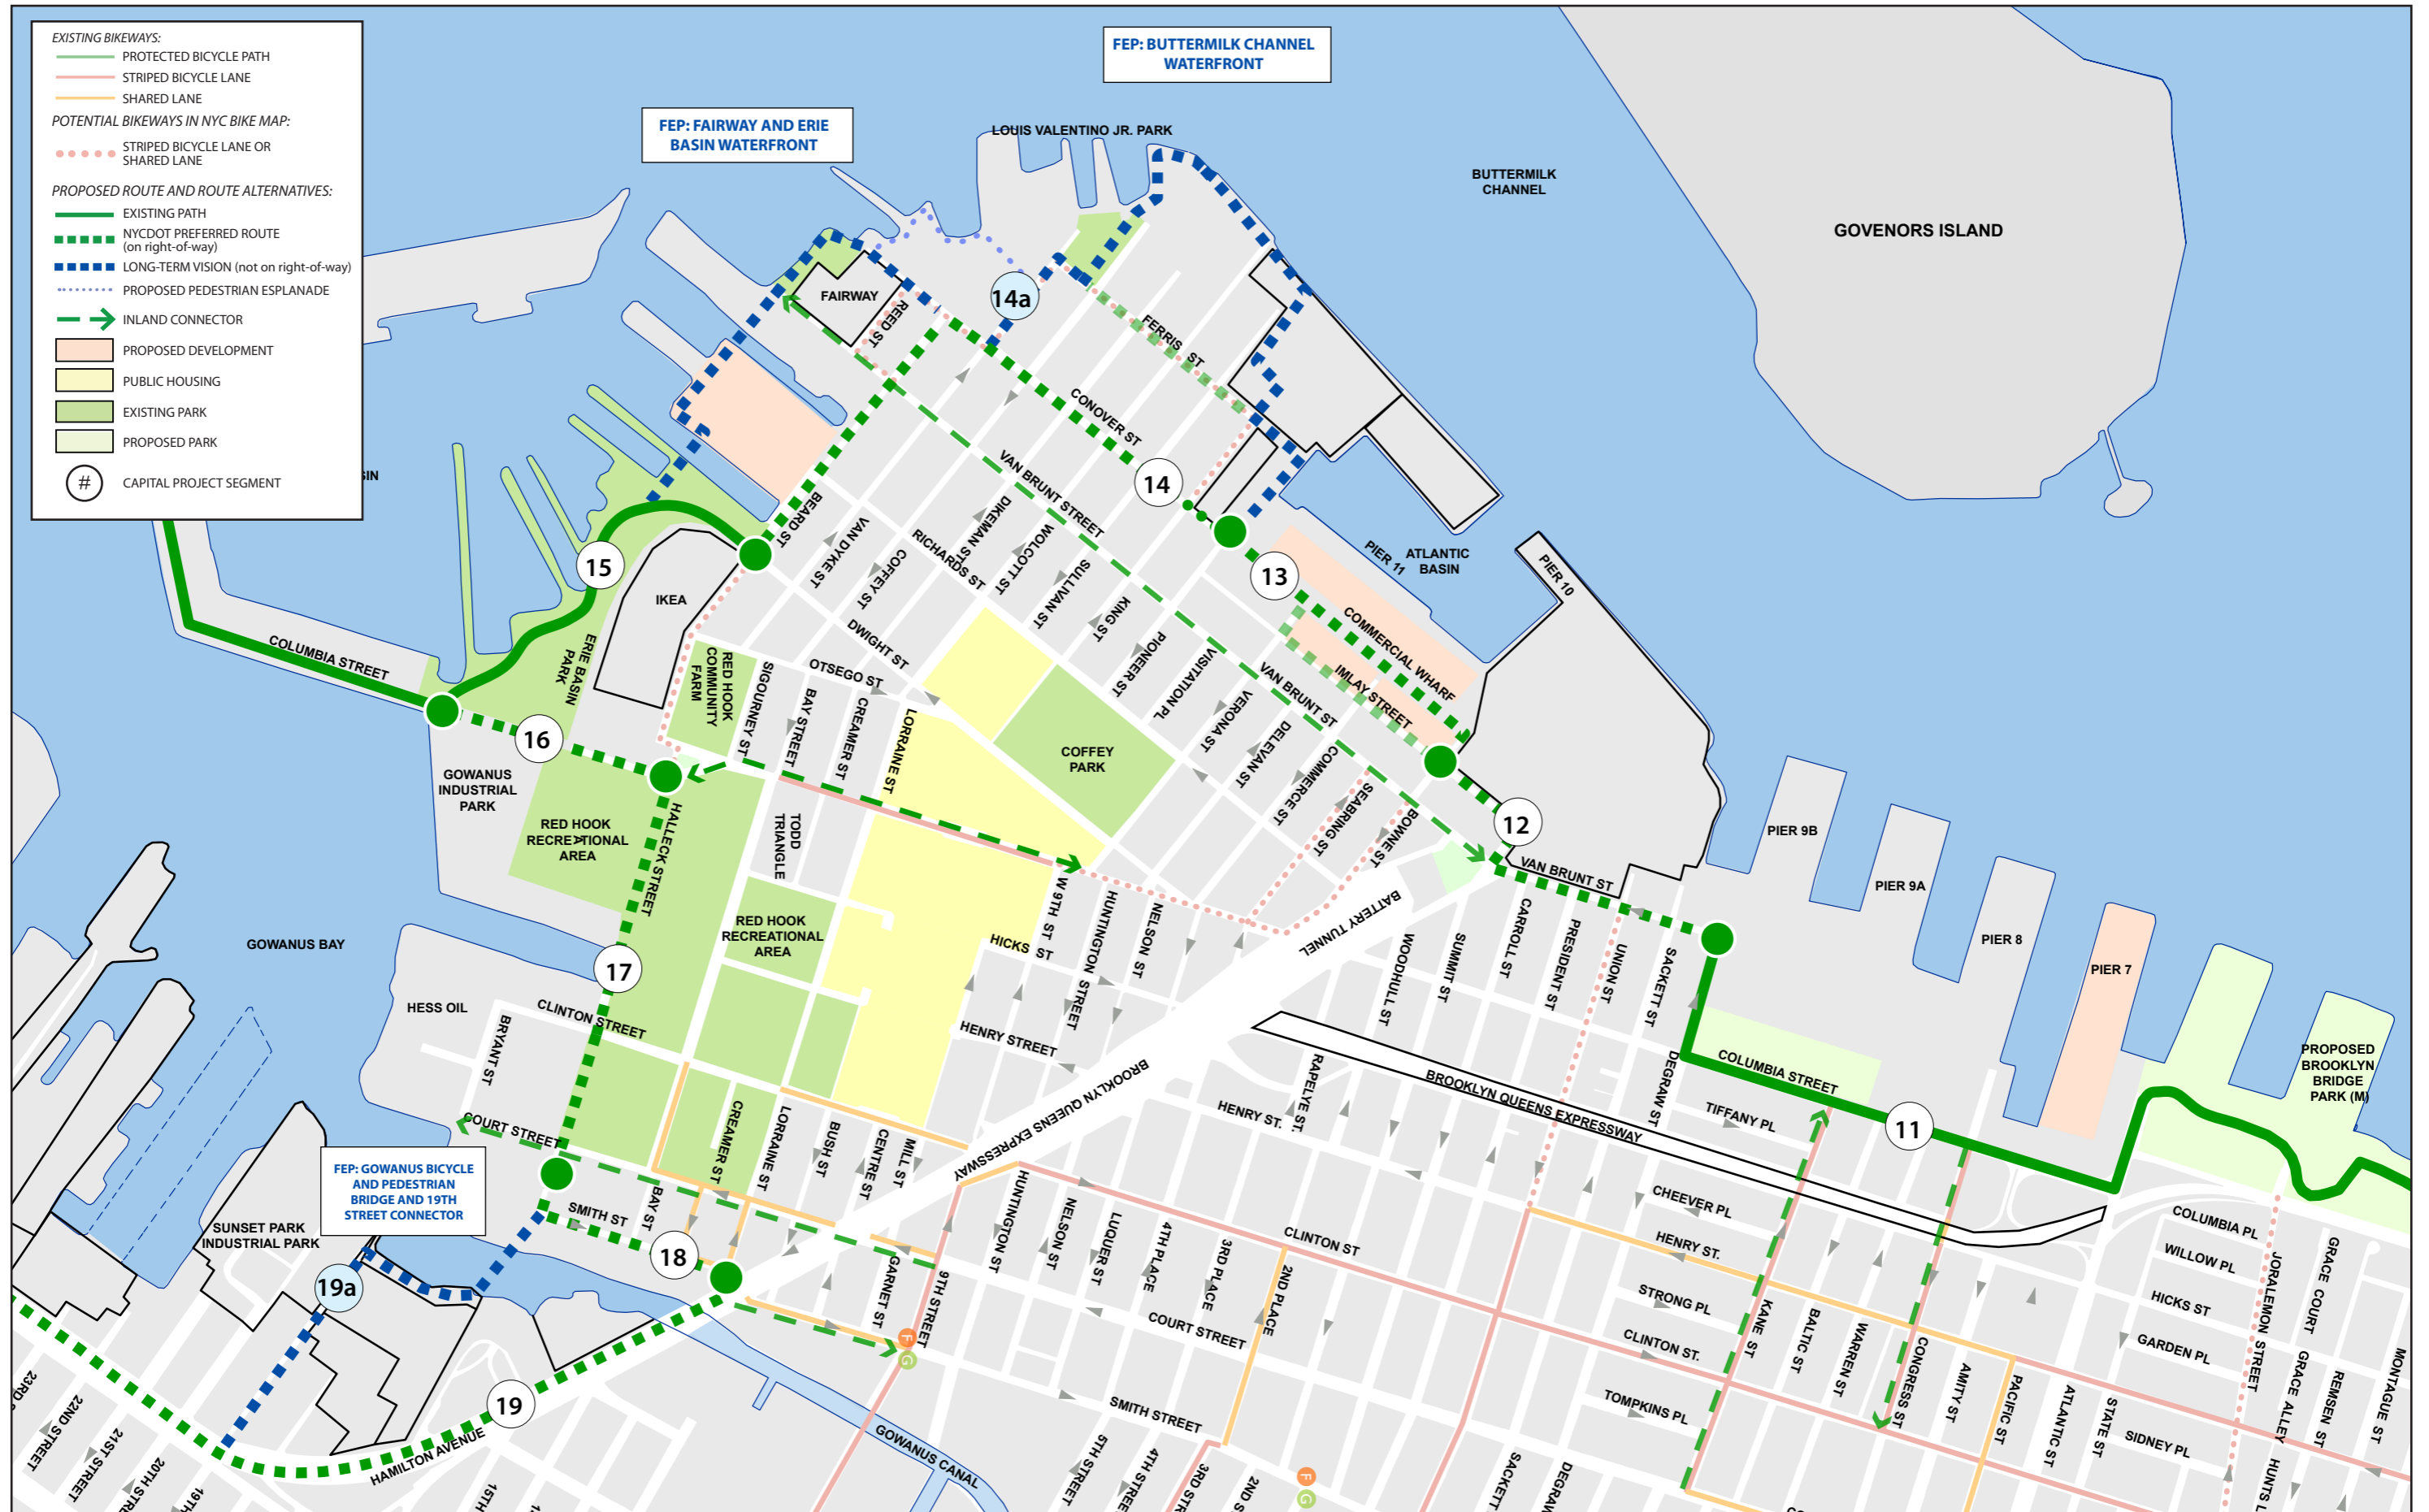 EXISTING BIKEWAYS:
PROTECTED BICYCLE PATH
STRIPED BICYCLE LANE
SHARED LANE
POTENTIAL BIKEWAYS IN NYC BIKE MAP:
STRIPED BICYCLE LANE OR
SHARED LANE
PROPOSED ROUTE AND ROUTE ALTERNATIVES:
EXISTING PATH
NYCDOT PREFERRED ROUTE
(on right-of-way)
LONG-TERM VISION (not on right-of-way)
PROPOSED PEDESTRIAN ESPLANADE
INLAND CONNECTOR
PROPOSED DEVELOPMENT
PUBLIC HOUSING
EXISTING PARK
PROPOSED PARK
#
CAPITAL PROJECT SEGMENT
FEP: BUTTERMILK CHANNEL
WATERFRONT
FEP: FAIRWAY AND ERIE
BASIN WATERFRONT
LOUIS VALENTINO JR. PARK
BUTTERMILK
CHANNEL
GOVENORS ISLAND
FAIRWAY
REED ST
14a
FERRIS ST
CONOVER ST
14
VAN BRUNT STREET
BEARD ST
VAN DYKE ST
COFFEY ST
DIKEMAN ST
RICHARDS ST
WOLCOTT ST
SULLIVAN ST
KING ST
PIONEER ST
VISITATION PL
VERONA ST
DELEVAN ST
COMMERCE ST
SEABRING ST
BOWNE ST
13
PIER 11
ATLANTIC
BASIN
PIER 10
COMMERCIAL WHARF
IMLAY STREET
VAN BRUNT ST
15
IKEA
COLUMBIA STREET
ERIE BASIN
PARK
RED HOOK
COMMUNITY
FARM
SIGOURNEY ST
OTSEGO ST
DWIGHT ST
BAY STREET
CREAMER ST
LORRAINE ST
COFFEY
PARK
16
GOWANUS
INDUSTRIAL
PARK
RED HOOK
RECREATIONAL
AREA
HALLECK STREET
TODD
TRIANGLE
12
VAN BRUNT ST
PIER 9B
PIER 9A
PIER 8
PIER 7
RED HOOK
RECREATIONAL
AREA
HICKS ST
W 9TH ST
HUNTINGTON STREET
NELSON ST
BATTERY TUNNEL
WOODHULL ST
SUMMIT ST
CARROLL ST
PRESIDENT ST
UNION ST
SACKETT ST
GOWANUS BAY
17
HESS OIL
CLINTON STREET
BRYANT ST
HENRY STREET
BROOKLYN QUEENS EXPRESSWAY
RAPELYE ST
HENRY ST.
BROOKLYN QUEENS EXPRESSWAY
DEGRAW ST
COLUMBIA STREET
TIFFANY PL
11
PROPOSED
BROOKLYN
BRIDGE
PARK (M)
COURT STREET
CREAMER ST
LORRAINE ST
BUSH ST
CENTRE ST
MILL ST
FEP: GOWANUS BICYCLE
AND PEDESTRIAN
BRIDGE AND 19TH
STREET CONNECTOR
SUNSET PARK
INDUSTRIAL PARK
SMITH ST
BAY ST
18
19a
GARNET ST
9TH STREET
HUNTINGTON ST
NELSON ST
LUQUER ST
4TH PLACE
3RD PLACE
2ND PLACE
CLINTON ST
COURT STREET
CHEEVER PL
HENRY ST.
STRONG PL
CLINTON ST.
TOMPKINS PL
KANE ST
BALTIC ST
WARREN ST
CONGRESS ST
AMITY ST
PACIFIC ST
ATLANTIC ST
STATE ST
COLUMBIA PL
WILLOW PL
HICKS ST
GARDEN PL
SIDNEY PL
JORALEMON STREET
GRACE COURT
GRACE ALLEY
REMSEN ST
MONTAGUE ST
F
G
19
HAMILTON AVENUE
22ND STREET
21ST STREET
GOWANUS CANAL
SMITH STREET
5TH STREET
F
G